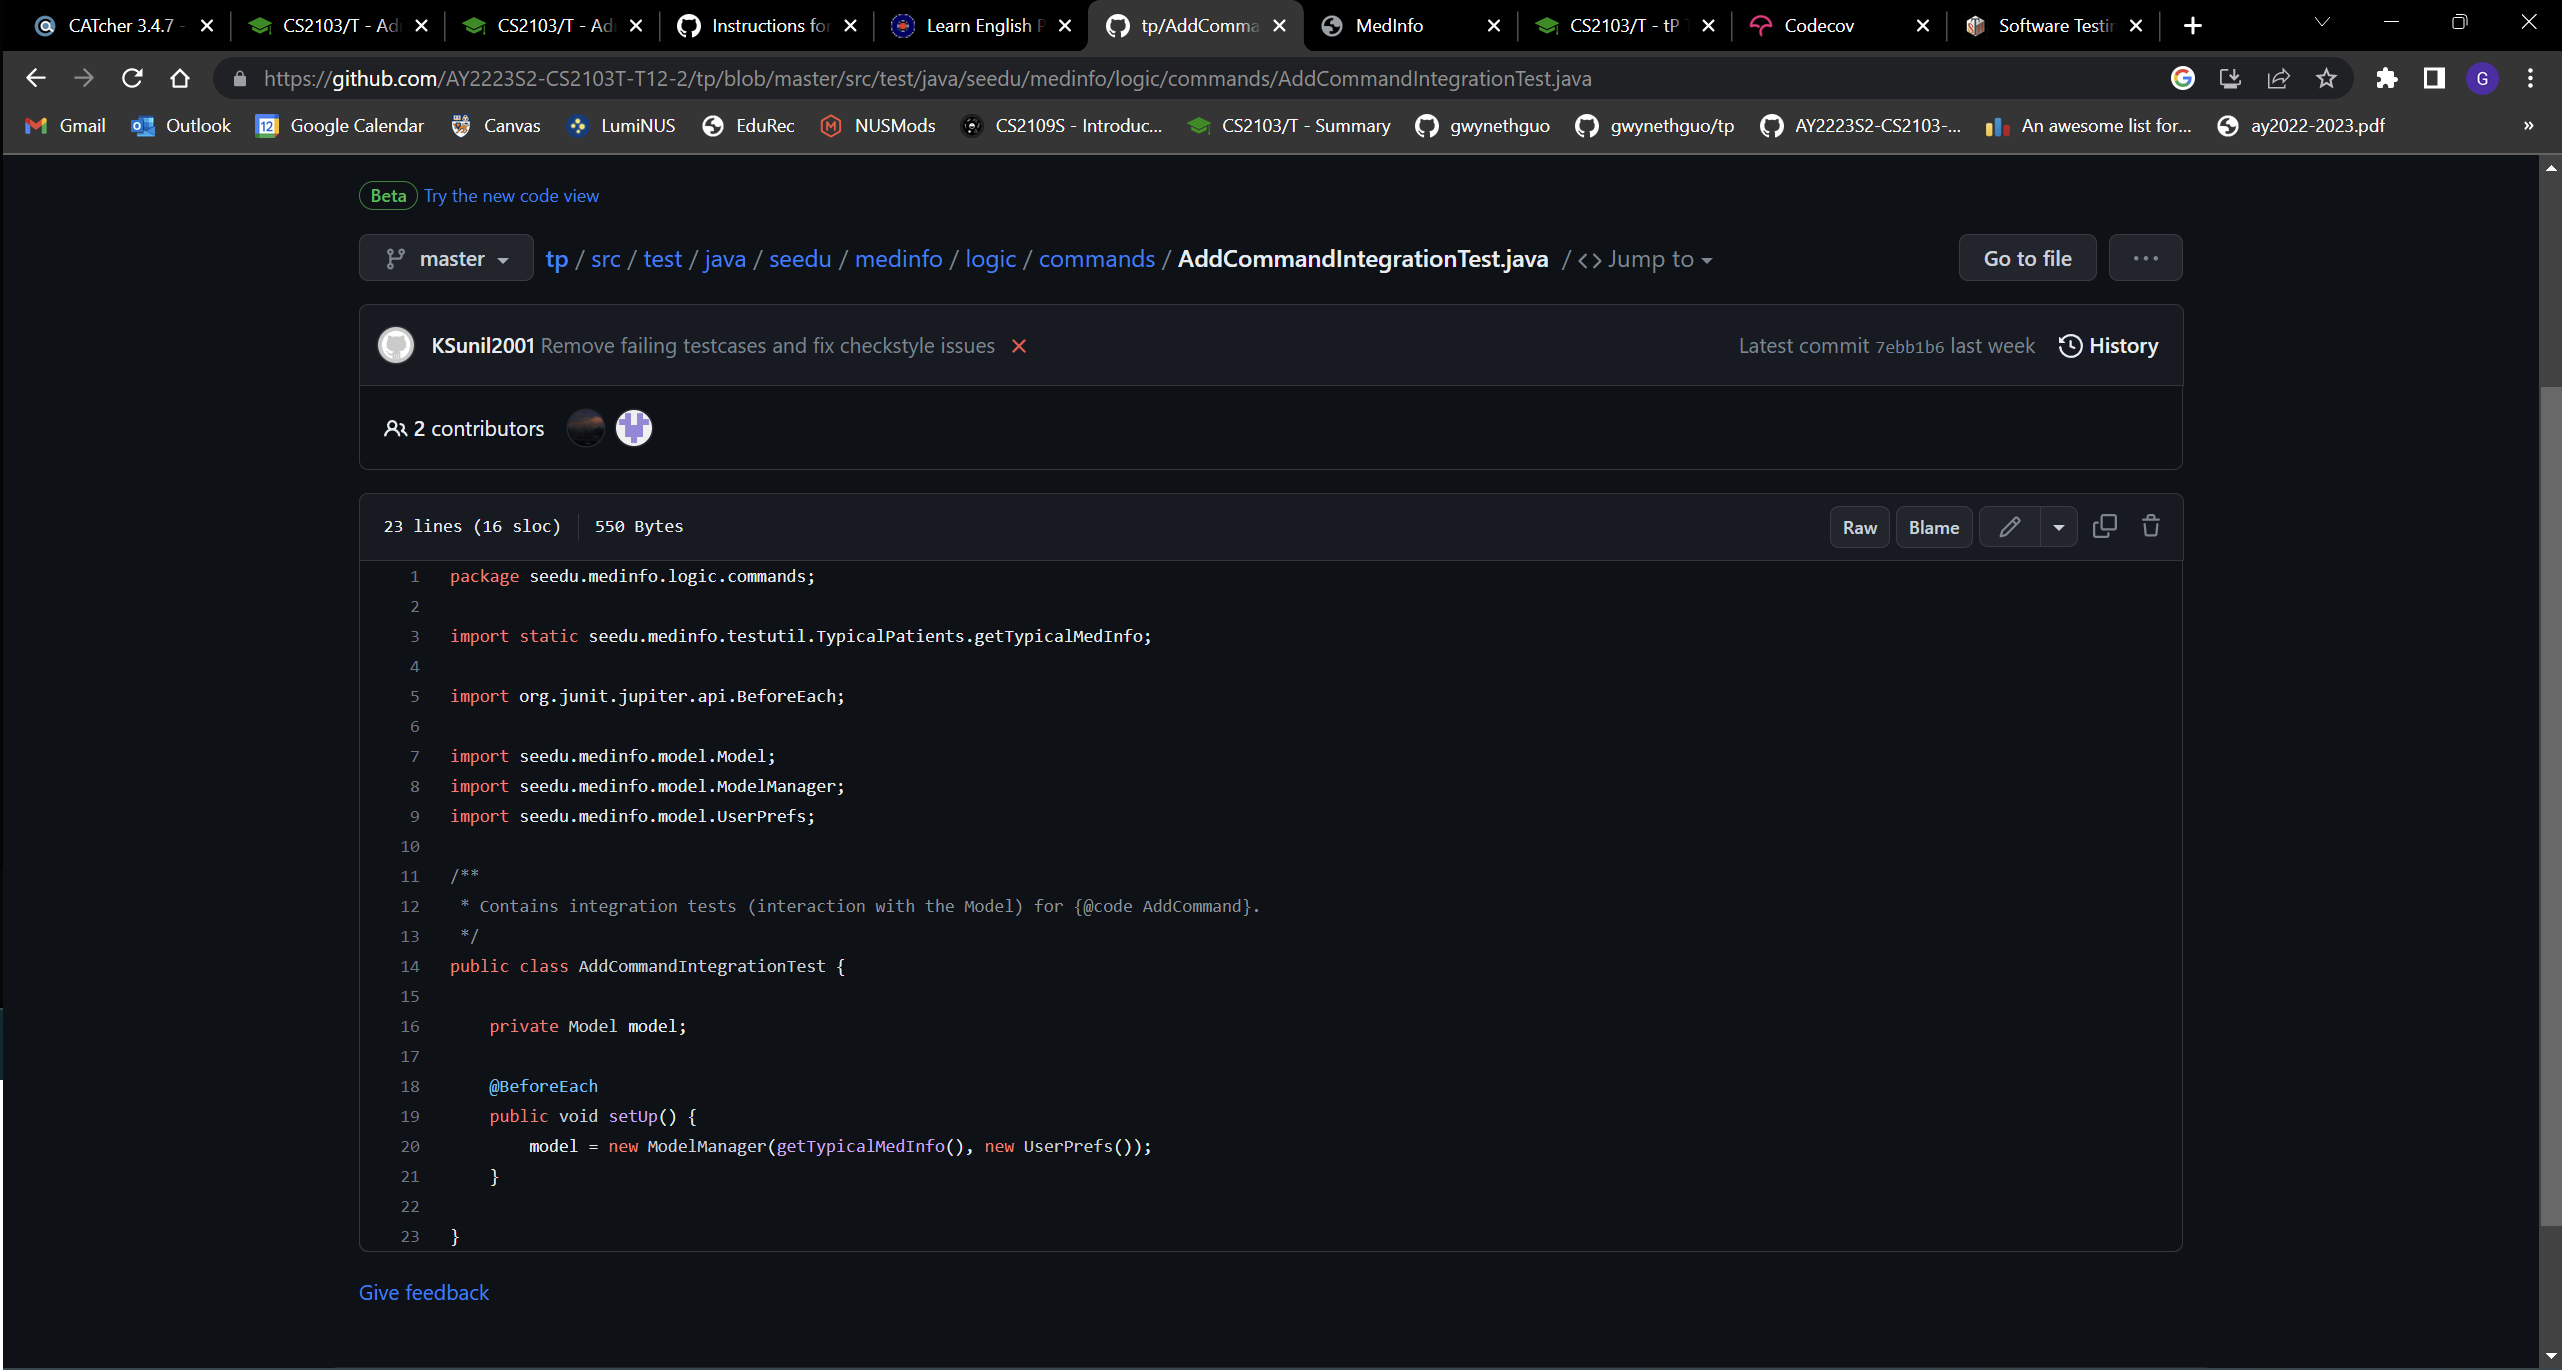 CATcher 3.4.7 -
CS2103/T - Ad
CS2103/T - Ad
Instructions for
Learn English P
tp/AddComma
MedInfo
CS2103/T - tP T
Codecov
Software Testin
https://github.com/AY2223S2-CS2103T-T12-2/tp/blob/master/src/test/java/seedu/medinfo/logic/commands/AddCommandIntegrationTest.java
G
Gmail
Outlook
12
Google Calendar
Canvas
LumiNUS
EduRec
NUSMods
CS2109S - Introduc...
CS2103/T - Summary
gwynethguo
gwynethguo/tp
AY2223S2-CS2103-...
An awesome list for...
ay2022-2023.pdf
»
Beta Try the new code view
master
tp / src / test / java / seedu / medinfo / logic / commands / AddCommandIntegrationTest.java / <> Jump to
Go to file
...
KSunil2001 Remove failing testcases and fix checkstyle issues
Latest commit 7ebb1b6 last week
History
2 contributors
23 lines (16 sloc) 550 Bytes
Raw
Blame
1 package seedu.medinfo.logic.commands;
2
3 import static seedu.medinfo.testutil.TypicalPatients.getTypicalMedInfo;
4
5 import org.junit.jupiter.api.BeforeEach;
6
7 import seedu.medinfo.model.Model;
8 import seedu.medinfo.model.ModelManager;
9 import seedu.medinfo.model.UserPrefs;
10
11 /**
12 * Contains integration tests (interaction with the Model) for {@code AddCommand}.
13 */
14 public class AddCommandIntegrationTest {
15
16 private Model model;
17
18 @BeforeEach
19 public void setUp() {
20 model = new ModelManager(getTypicalMedInfo(), new UserPrefs());
21 }
22
23 }
Give feedback